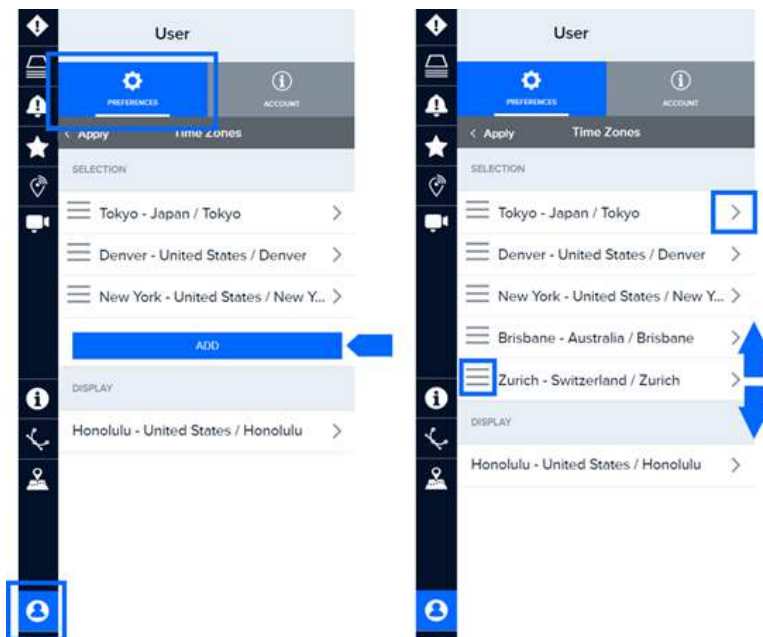 User
PREFERENCES
ACCOUNT
< Apply
Time Zones
SELECTION
Tokyo - Japan / Tokyo
Denver - United States / Denver
New York - United States / New Y...
ADD
DISPLAY
Honolulu - United States / Honolulu
User
PREFERENCES
ACCOUNT
< Apply
Time Zones
SELECTION
Tokyo - Japan / Tokyo
Denver - United States / Denver
New York - United States / New Y...
Brisbane - Australia / Brisbane
Zurich - Switzerland / Zurich
DISPLAY
Honolulu - United States / Honolulu